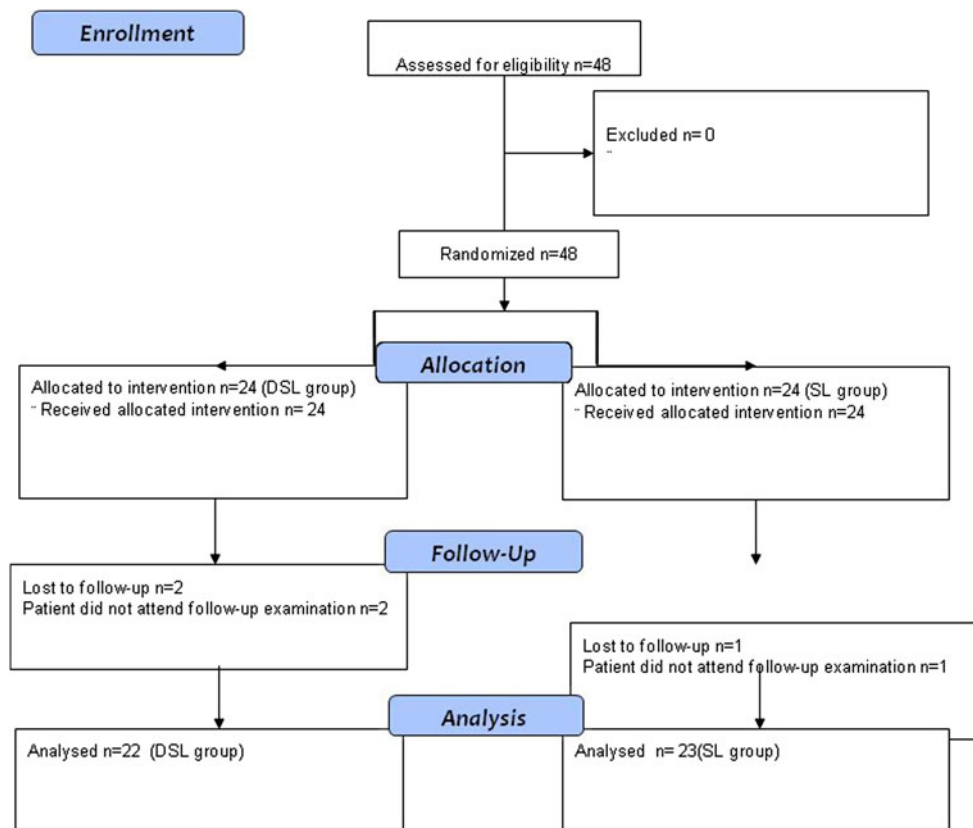 Enrollment
Assessed for eligibility n=48
Excluded n= 0
¨
Randomized n=48
Allocation
Allocated to intervention n=24 (DSL group)
¨ Received allocated intervention n= 24
Allocated to intervention n=24 (SL group)
¨ Received allocated intervention n=24
Follow-Up
Lost to follow-up n=2
Patient did not attend follow-up examination n=2
Lost to follow-up n=1
Patient did not attend follow-up examination n=1
Analysis
Analysed n=22 (DSL group)
Analysed n= 23(SL group)